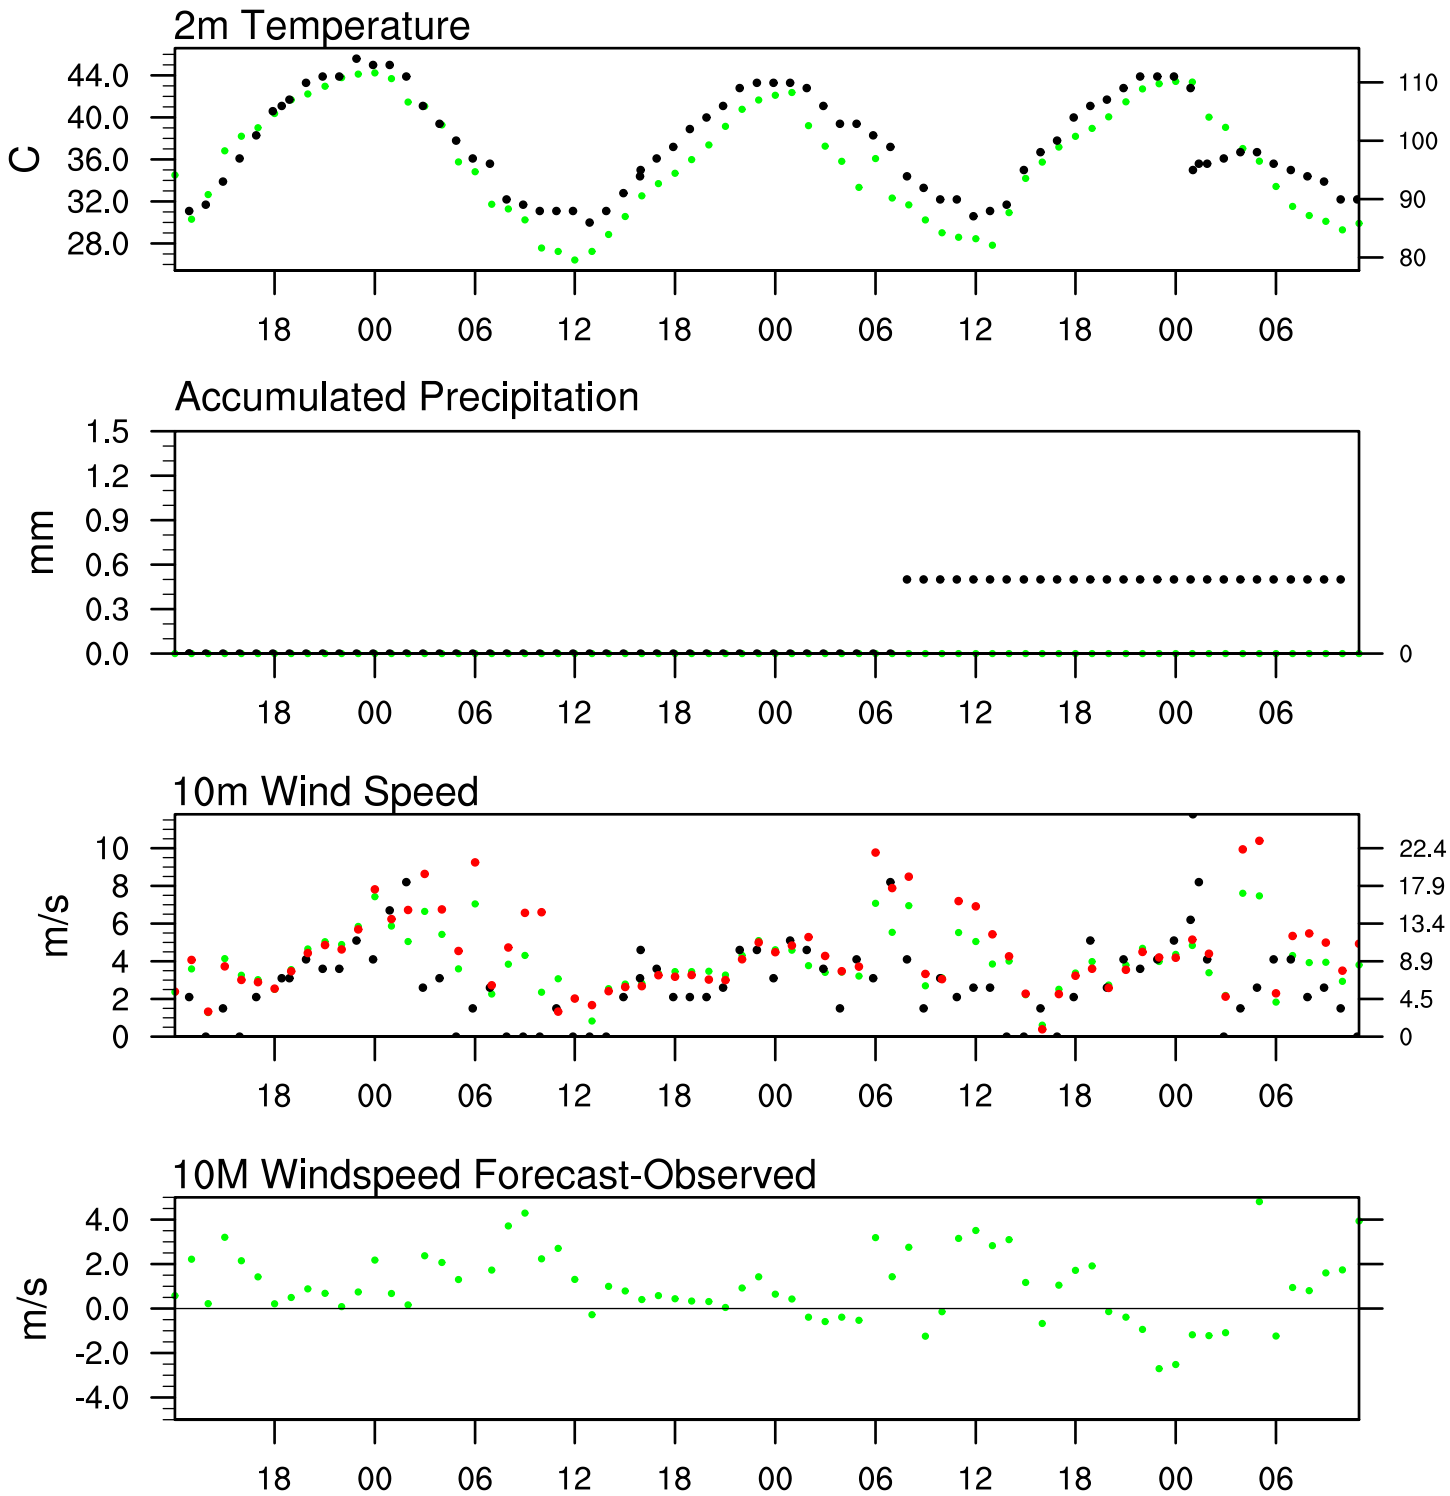 2m Temperature
C
44.0
40.0
36.0
32.0
28.0
110
100
90
80
18 00 06 12 18 00 06 12 18 00 06
Accumulated Precipitation
mm
1.5
1.2
0.9
0.6
0.3
0.0
0
18 00 06 12 18 00 06 12 18 00 06
10m Wind Speed
m/s
10
8
6
4
2
0
22.4
17.9
13.4
8.9
4.5
0
18 00 06 12 18 00 06 12 18 00 06
10M Windspeed Forecast-Observed
m/s
4.0
2.0
0.0
-2.0
-4.0
18 00 06 12 18 00 06 12 18 00 06